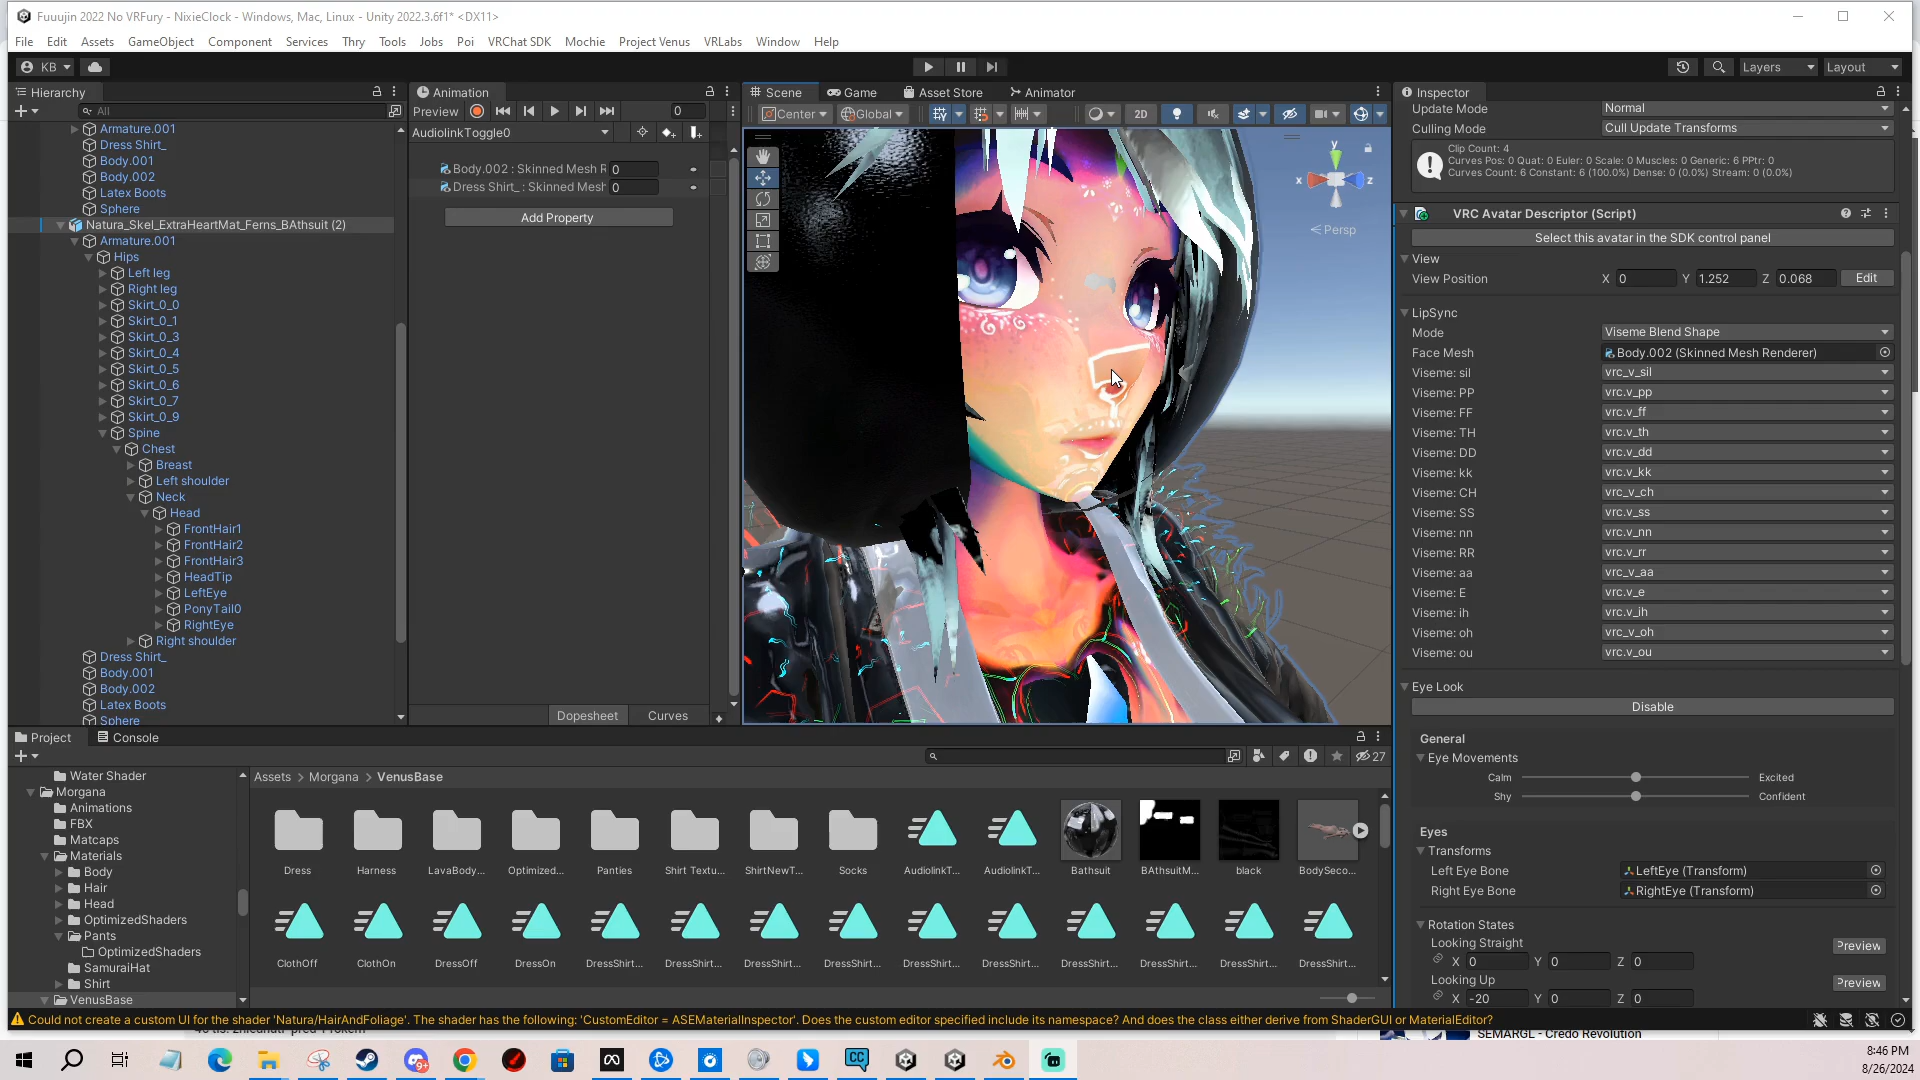 Fuuujin 2022 No VRFury - NixieClock - Windows, Mac, Linux - Unity 2022.3.6f1* <DX11>
File Edit Assets GameObject Component Services Thry Tools Jobs Poi VRChat SDK Mochie Project Venus VRLabs Window Help
KB
Layers Layout
Hierarchy
All
Armature.001
Dress Shirt_
Body.001
Body.002
Latex Boots
Sphere
Natura_Skel_ExtraHeartMat_Ferns_BAthsuit (2)
Armature.001
Hips
Left leg
Right leg
Skirt_0_0
Skirt_0_1
Skirt_0_3
Skirt_0_4
Skirt_0_5
Skirt_0_6
Skirt_0_7
Skirt_0_9
Spine
Chest
Breast
Left shoulder
Neck
Head
FrontHair1
FrontHair2
FrontHair3
HeadTip
LeftEye
PonyTail0
RightEye
Right shoulder
Dress Shirt_
Body.001
Body.002
Latex Boots
Sphere
Animation
Preview 0
AudiolinkToggle0
Body.002 : Skinned Mesh R 0
Dress Shirt_ : Skinned Mesh 0
Add Property
Dopesheet Curves
Scene Game Asset Store Animator
Center Global 2D
y
x z
Persp
Inspector
Update Mode Normal
Culling Mode Cull Update Transforms
Clip Count: 4
Curves Pos: 0 Quat: 0 Euler: 0 Scale: 0 Muscles: 0 Generic: 6 PPtr: 0
Curves Count: 6 Constant: 6 (100.0%) Dense: 0 (0.0%) Stream: 0 (0.0%)
VRC Avatar Descriptor (Script)
Select this avatar in the SDK control panel
View
View Position X 0 Y 1.252 Z 0.068 Edit
LipSync
Mode Viseme Blend Shape
Face Mesh Body.002 (Skinned Mesh Renderer)
Viseme: sil vrc_v_sil
Viseme: PP vrc.v_pp
Viseme: FF vrc.v_ff
Viseme: TH vrc.v_th
Viseme: DD vrc.v_dd
Viseme: kk vrc.v_kk
Viseme: CH vrc_v_ch
Viseme: SS vrc.v_ss
Viseme: nn vrc.v_nn
Viseme: RR vrc.v_rr
Viseme: aa vrc_v_aa
Viseme: E vrc.v_e
Viseme: ih vrc.v_ih
Viseme: oh vrc_v_oh
Viseme: ou vrc.v_ou
Eye Look
Disable
General
Eye Movements
Calm Excited
Shy Confident
Eyes
Transforms
Left Eye Bone LeftEye (Transform)
Right Eye Bone RightEye (Transform)
Rotation States
Looking Straight Preview
X 0 Y 0 Z 0
Looking Up Preview
X -20 Y 0 Z 0
Project Console
27
Water Shader
Morgana
Animations
FBX
Matcaps
Materials
Body
Hair
Head
OptimizedShaders
Pants
OptimizedShaders
SamuraiHat
Shirt
VenusBase
Assets > Morgana > VenusBase
Dress Harness LavaBody... Optimized... Panties Shirt Textu... ShirtNewT... Socks AudiolinkT... AudiolinkT... Bathsuit BAthsuitM... black BodySeco...
ClothOff ClothOn DressOff DressOn DressShirt... DressShirt... DressShirt... DressShirt... DressShirt... DressShirt... DressShirt... DressShirt... DressShirt... DressShirt...
Could not create a custom UI for the shader 'Natura/HairAndFoliage'. The shader has the following: 'CustomEditor = ASEMaterialInspector'. Does the custom editor specified include its namespace? And does the class either derive from ShaderGUI or MaterialEditor?
SEMARGL - Credo Revolution
CC
8:46 PM
8/26/2024